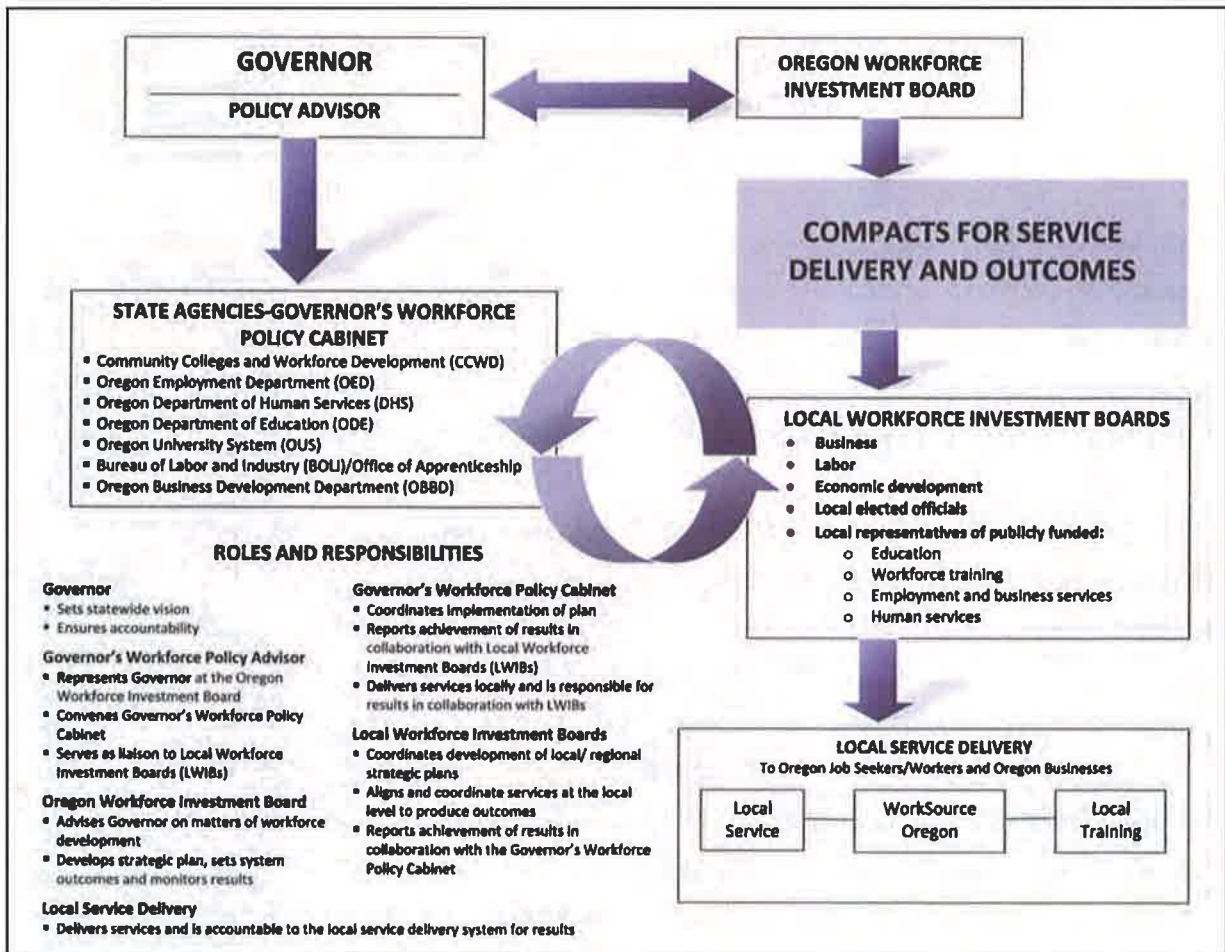 GOVERNOR
POLICY ADVISOR
OREGON WORKFORCE
INVESTMENT BOARD
COMPACTS FOR SERVICE
DELIVERY AND OUTCOMES
STATE AGENCIES-GOVERNOR'S WORKFORCE
POLICY CABINET
▪ Community Colleges and Workforce Development (CCWD)
▪ Oregon Employment Department (OED)
▪ Oregon Department of Human Services (DHS)
▪ Oregon Department of Education (ODE)
▪ Oregon University System (OUS)
▪ Bureau of Labor and Industry (BOLI)/Office of Apprenticeship
▪ Oregon Business Development Department (OBBD)
LOCAL WORKFORCE INVESTMENT BOARDS
• Business
• Labor
• Economic development
• Local elected officials
• Local representatives of publicly funded:
o Education
o Workforce training
o Employment and business services
o Human services
ROLES AND RESPONSIBILITIES
Governor
▪ Sets statewide vision
▪ Ensures accountability
Governor's Workforce Policy Advisor
▪ Represents Governor at the Oregon
Workforce Investment Board
▪ Convenes Governor's Workforce Policy
Cabinet
▪ Serves as liaison to Local Workforce
Investment Boards (LWIBs)
Oregon Workforce Investment Board
▪ Advises Governor on matters of workforce
development
▪ Develops strategic plan, sets system
outcomes and monitors results
Governor's Workforce Policy Cabinet
▪ Coordinates implementation of plan
▪ Reports achievement of results in
collaboration with Local Workforce
Investment Boards (LWIBs)
▪ Delivers services locally and is responsible for
results in collaboration with LWIBs
Local Workforce Investment Boards
▪ Coordinates development of local/ regional
strategic plans
▪ Aligns and coordinate services at the local
level to produce outcomes
▪ Reports achievement of results in
collaboration with the Governor's Workforce
Policy Cabinet
Local Service Delivery
▪ Delivers services and is accountable to the local service delivery system for results
LOCAL SERVICE DELIVERY
To Oregon Job Seekers/Workers and Oregon Businesses
Local
Service
WorkSource
Oregon
Local
Training